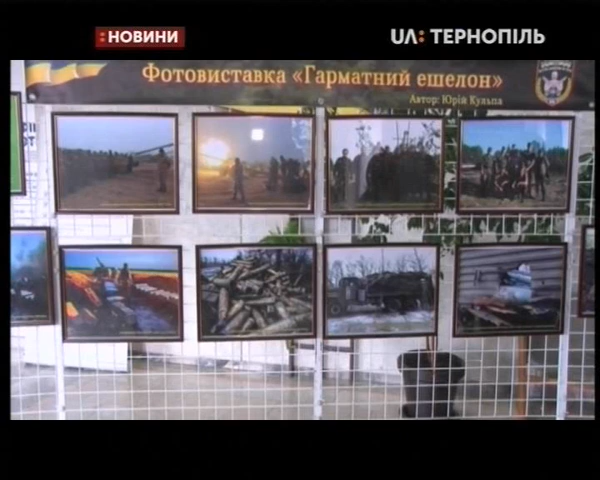 :НОВИНИ
UA: ТЕРНОПІЛЬ
Фотовиставка «Гарматний ешелон»
Автор: Юрій Кульпа